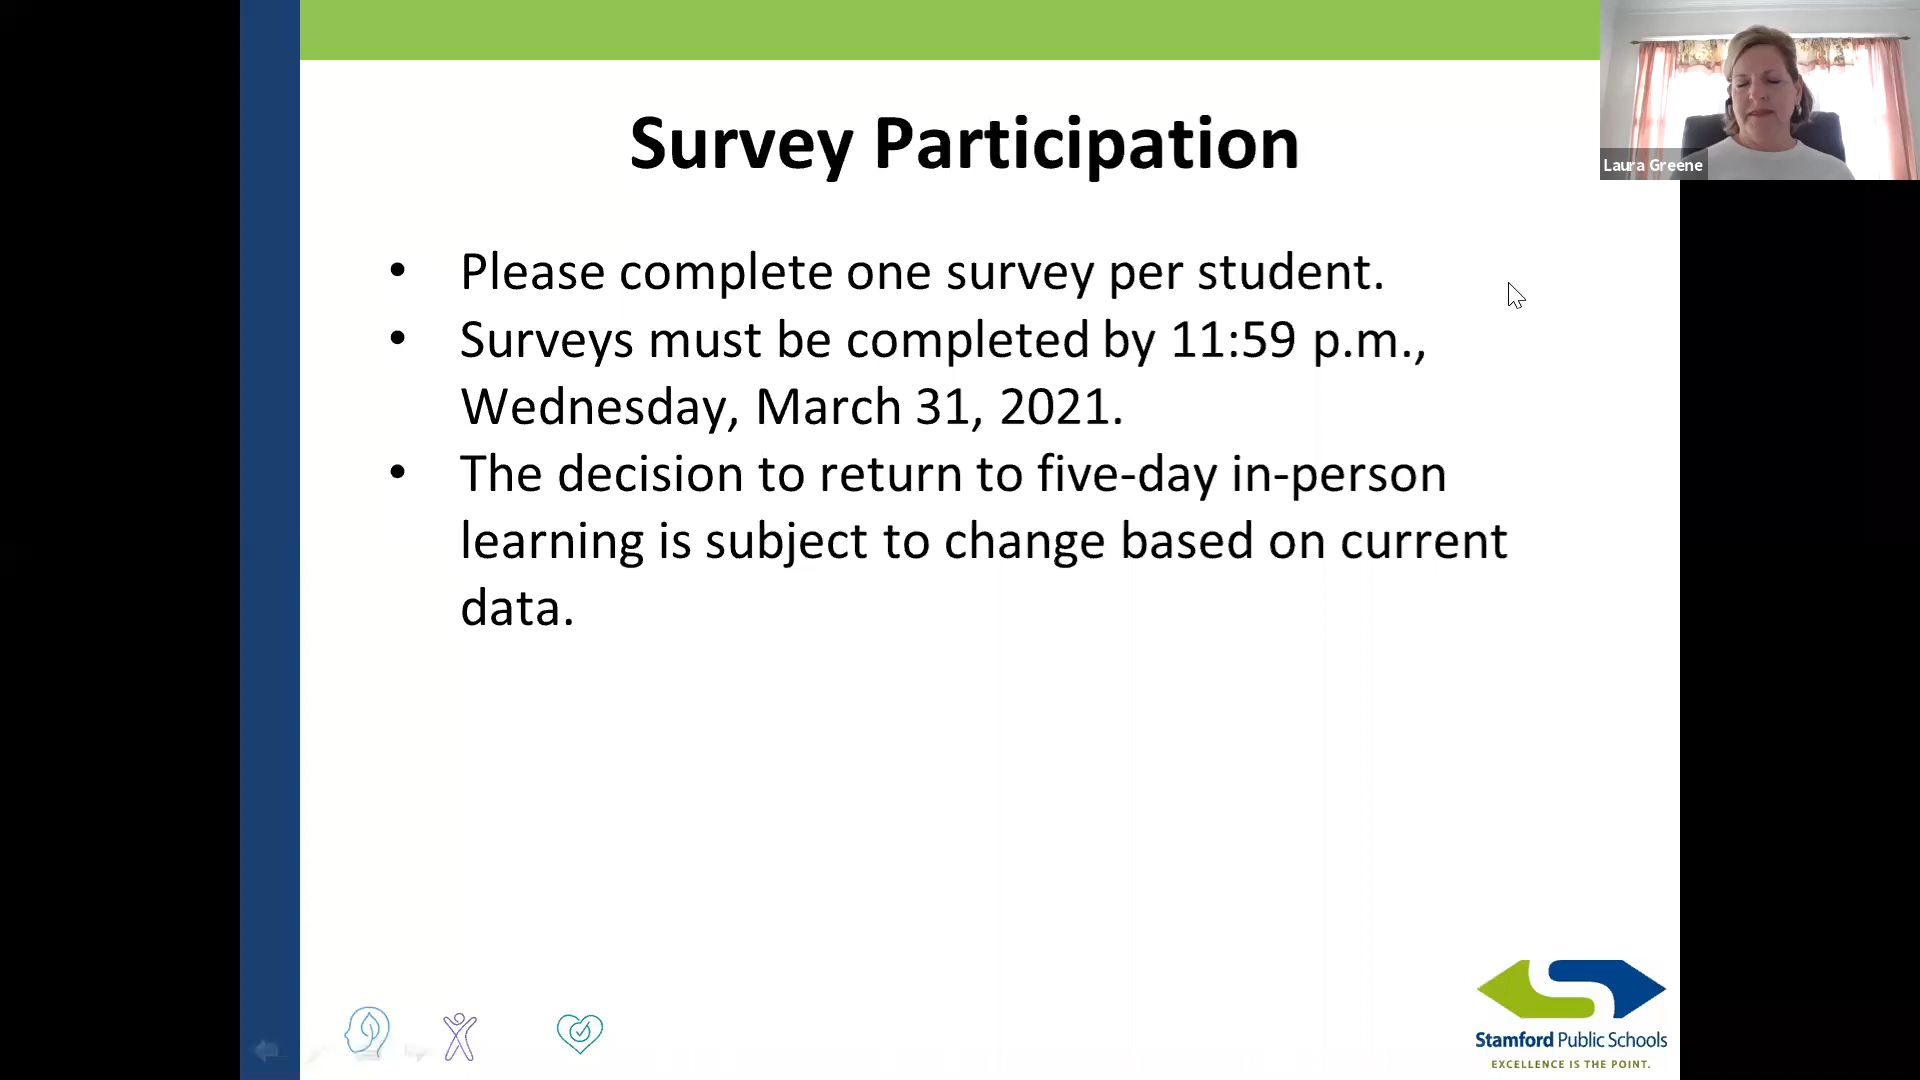 Survey Participation
• Please complete one survey per student.
• Surveys must be completed by 11:59 p.m.,
Wednesday, March 31, 2021.
• The decision to return to five-day in-person
learning is subject to change based on current
data.
Laura Greene
Stamford Public Schools
EXCELLENCE IS THE POINT.